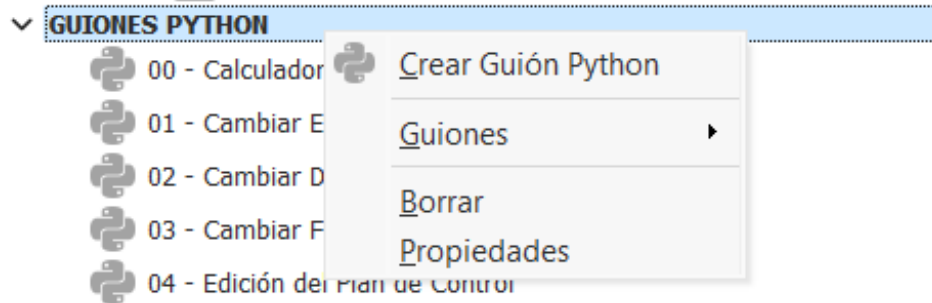 GUIONES PYTHON
00 - Calculador
Crear Guión Python
01 - Cambiar E
Guiones
02 - Cambiar D
Borrar
03 - Cambiar F
Propiedades
04 - Edición del Plan de Control